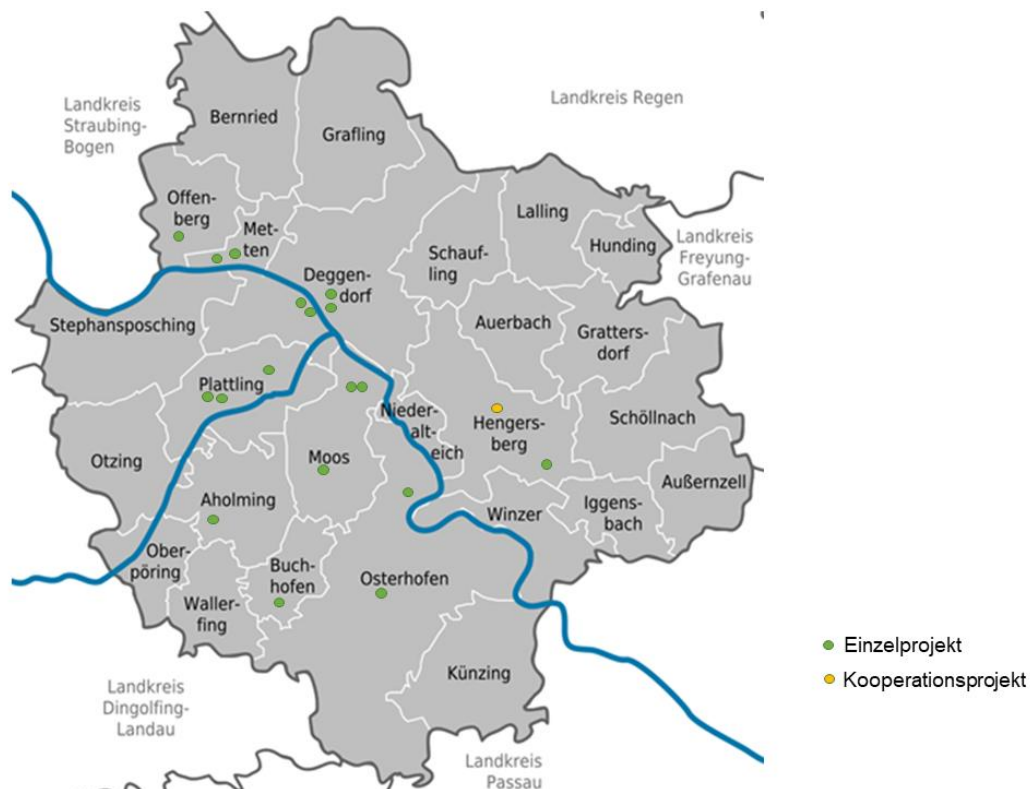 Landkreis
Straubing-
Bogen
Bernried
Grafling
Landkreis Regen
Offen-
berg
Met-
ten
Lalling
Hunding
Landkreis
Freyung-
Grafenau
Schauf-
ling
Deggen-
dorf
Stephansposching
Auerbach
Gratters-
dorf
Plattling
Nieder-
alt-
eich
Hengers-
berg
Schöllnach
Otzing
Moos
Außernzell
Aholming
Winzer
Iggens-
bach
Ober-
pöring
Buch-
hofen
Osterhofen
Waller-
fing
Künzing
Einzelprojekt
Kooperationsprojekt
Landkreis
Dingolfing-
Landau
Landkreis
Passau